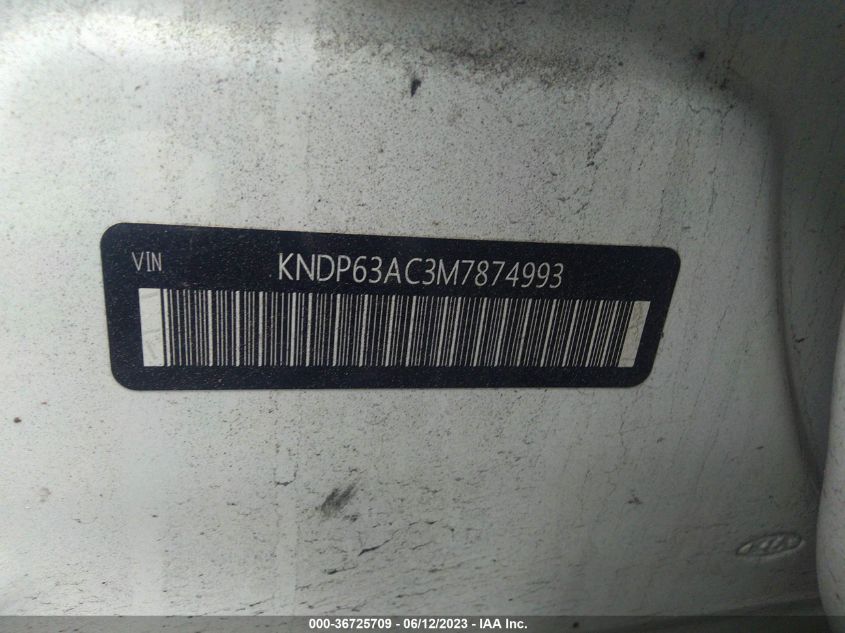 VIN
KNDP63AC3M7874993
000-36725709 - 06/12/2023 - IAA Inc.